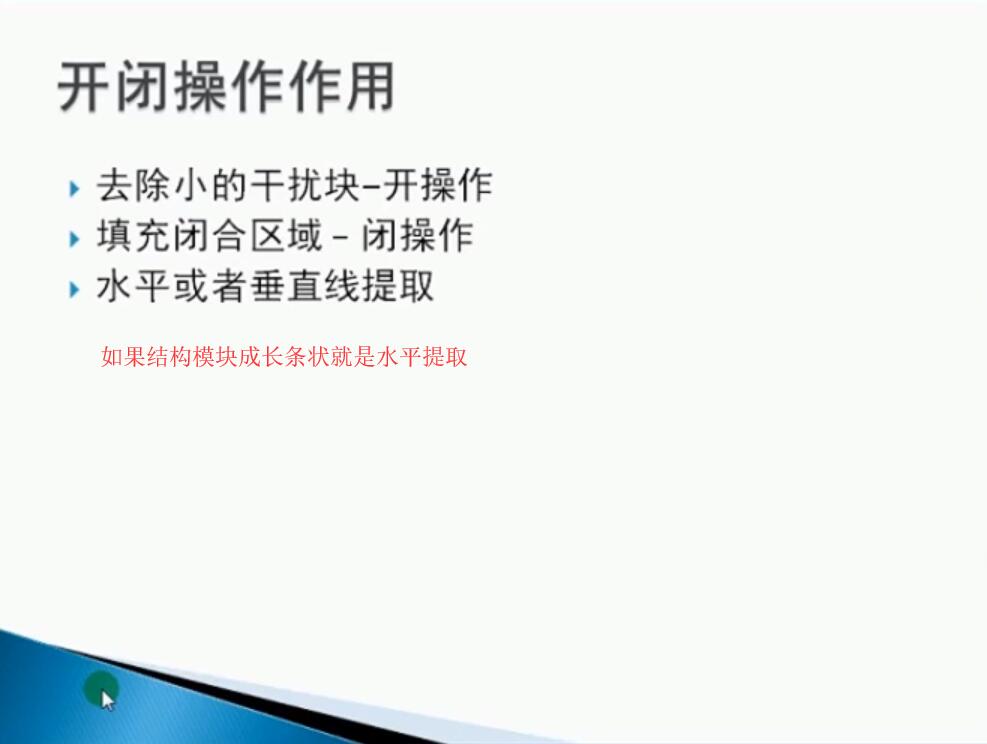 开闭操作作用
去除小的干扰块–开操作
填充闭合区域 – 闭操作
水平或者垂直线提取
如果结构模块成长条状就是水平提取